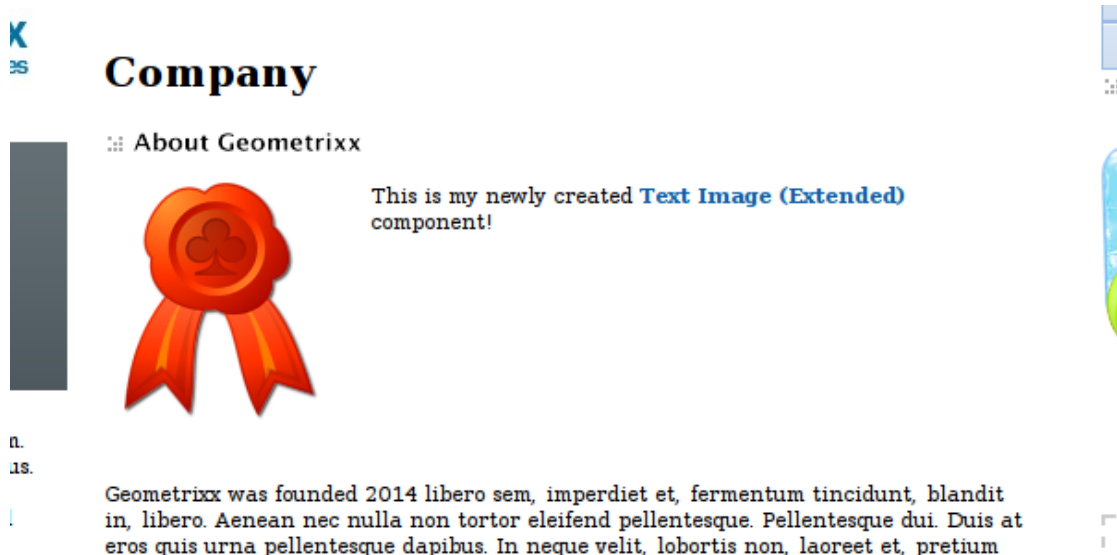 x
es
Company
About Geometrixx
This is my newly created Text Image (Extended)
component!
n.
us.
Geometrixx was founded 2014 libero sem, imperdiet et, fermentum tincidunt, blandit
in, libero. Aenean nec nulla non tortor eleifend pellentesque. Pellentesque dui. Duis at
eros quis urna pellentesque dapibus. In neque velit, lobortis non, laoreet et, pretium